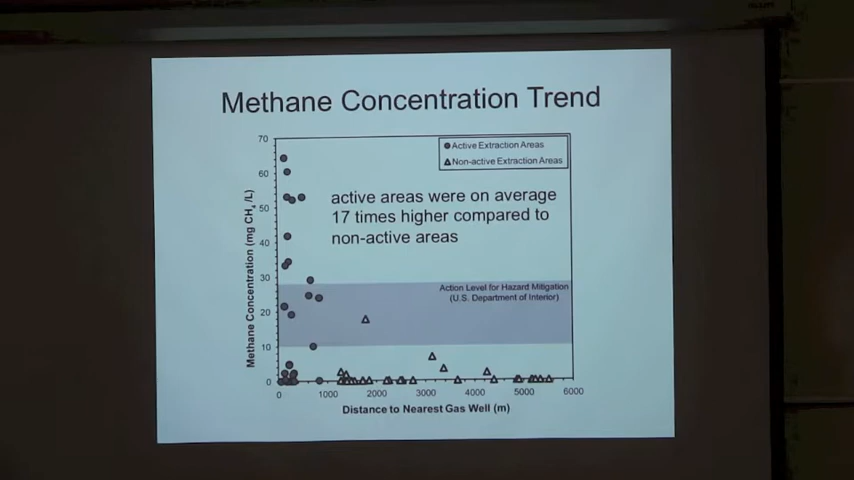 Methane Concentration Trend
70
60
50
40
30
20
10
0
Methane Concentration (mg CH4/L)
Active Extraction Areas
Non-active Extraction Areas
active areas were on average
17 times higher compared to
non-active areas
Action Level for Hazard Mitigation
(U.S. Department of Interior)
0 1000 2000 3000 4000 5000 6000
Distance to Nearest Gas Well (m)